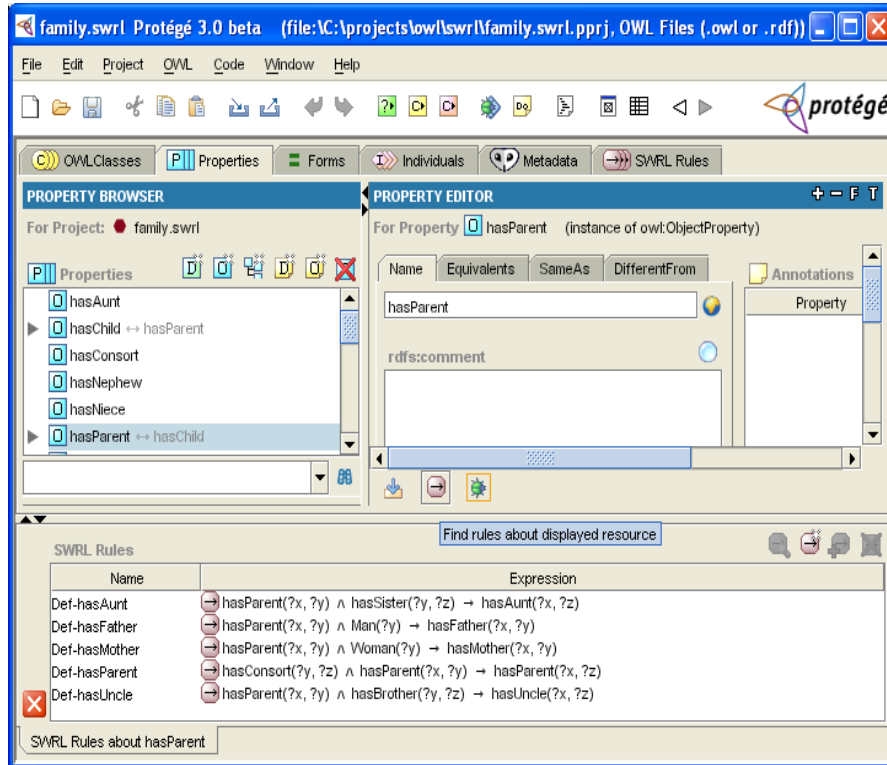 family.swrl Protégé 3.0 beta (file:\C:\projects\owl\swrl\family.swrl.pprj, OWL Files (.owl or .rdf))
File Edit Project OWL Code Window Help
protégé
OWLClasses Properties Forms Individuals Metadata SWRL Rules
PROPERTY BROWSER
For Project: family.swrl
Properties
hasAunt
hasChild ↔ hasParent
hasConsort
hasNephew
hasNiece
hasParent ↔ hasChild
PROPERTY EDITOR
F T
For Property hasParent (instance of owl:ObjectProperty)
Name Equivalents SameAs DifferentFrom
hasParent
rdfs:comment
Annotations
Property
Find rules about displayed resource
SWRL Rules
Name Expression
Def-hasAunt hasParent(?x, ?y) ∧ hasSister(?y, ?z) → hasAunt(?x, ?z)
Def-hasFather hasParent(?x, ?y) ∧ Man(?y) → hasFather(?x, ?y)
Def-hasMother hasParent(?x, ?y) ∧ Woman(?y) → hasMother(?x, ?y)
Def-hasParent hasConsort(?y, ?z) ∧ hasParent(?x, ?y) → hasParent(?x, ?z)
Def-hasUncle hasParent(?x, ?y) ∧ hasBrother(?y, ?z) → hasUncle(?x, ?z)
SWRL Rules about hasParent